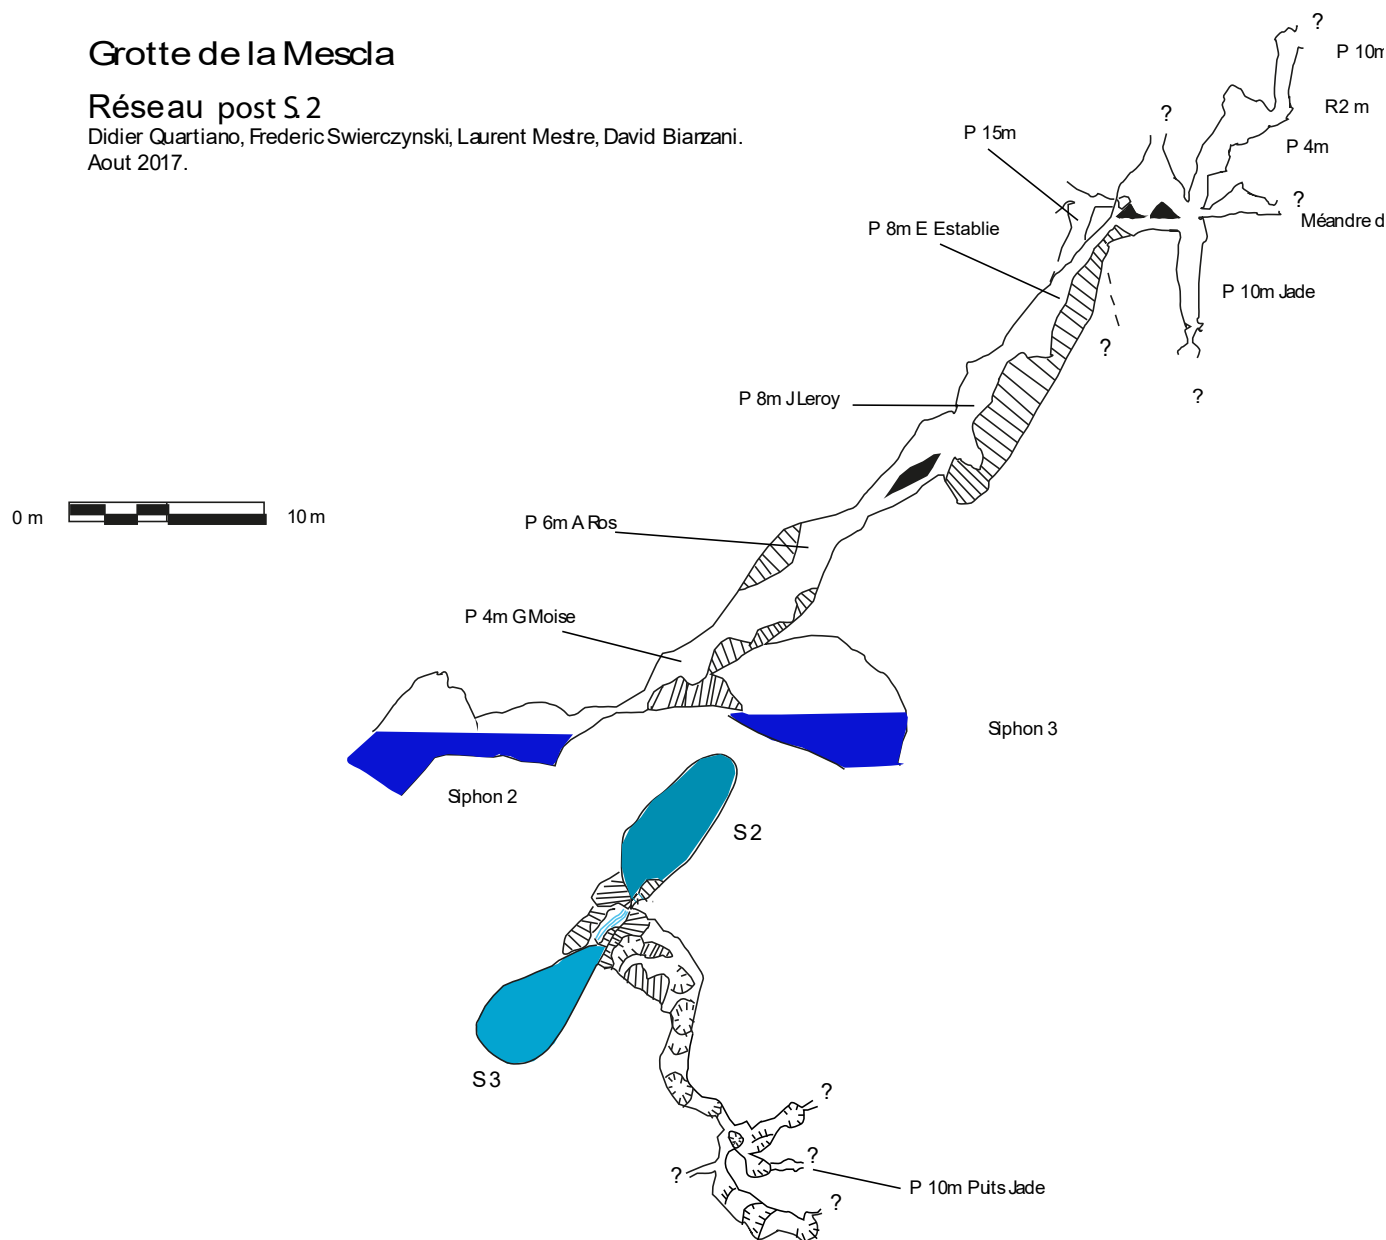 Grotte de la Mescla
Réseau post S.2
Didier Quartiano, Frederic Swierczynski, Laurent Mestre, David Bianzani.
Aout 2017.
?
P 10m
R2 m
?
P 15m
P 4m
?
Méandre d
P 8m E Establie
P 10m Jade
?
?
P 8m J Leroy
0 m
10 m
P 6m A Ros
P 4m G Moise
Siphon 3
Siphon 2
S 2
S 3
?
?
?
P 10m Puits Jade
?